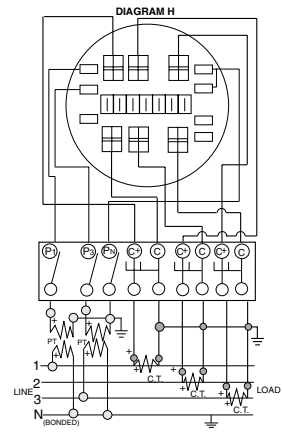 DIAGRAM H
P1 P3 PN C+ C C+ C C+ C
+ +
PT PT
+ +
1
+ C.T.
2
LINE + C.T. LOAD
3
+ C.T.
N
(BONDED)